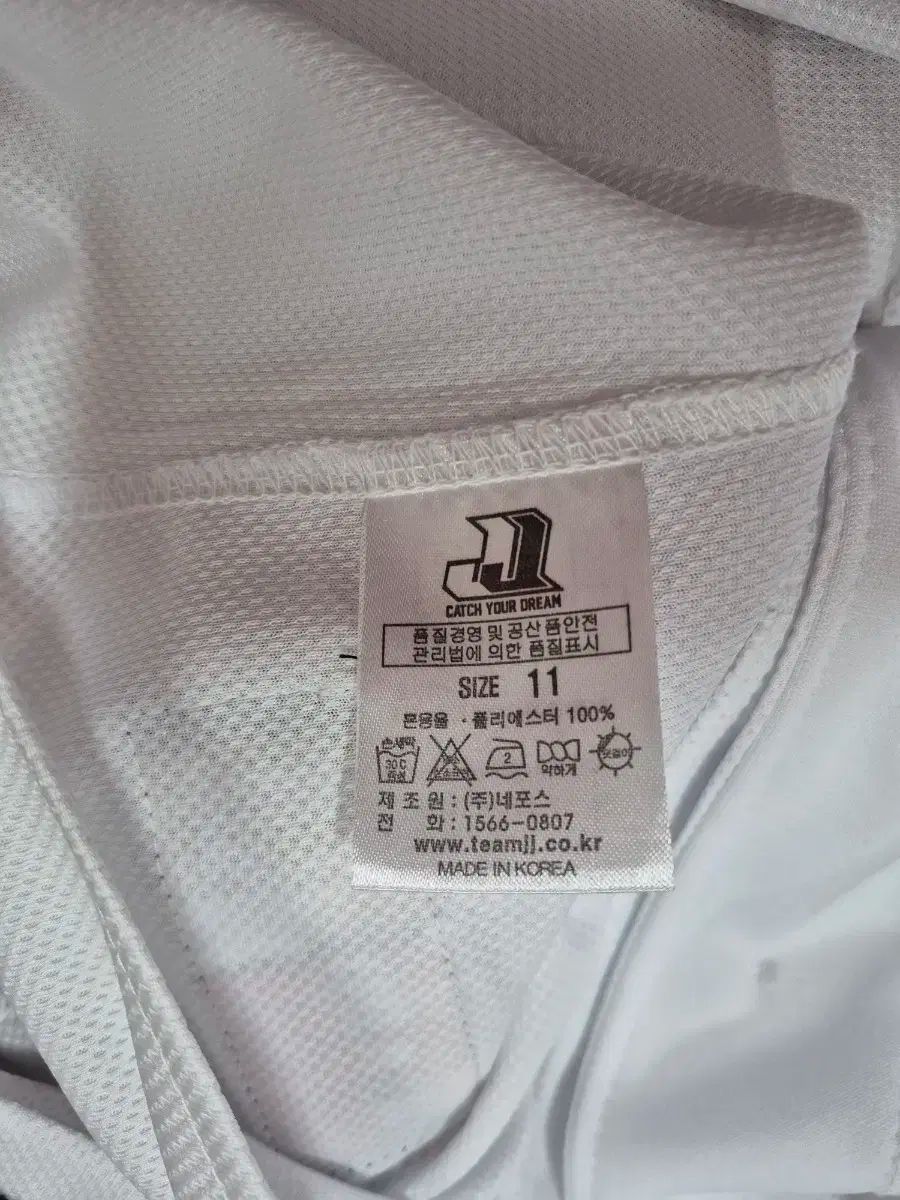 JJ
CATCH YOUR DREAM
품질경영 및 공산품안전
관리법에 의한 품질표시
SIZE 11
혼용율 · 폴리에스터 100%
손세탁
30℃
중성
2
약하게
옷걸이
제 조 원 : (주)네포스
전 화 : 1566-0807
www.teamjj.co.kr
MADE IN KOREA